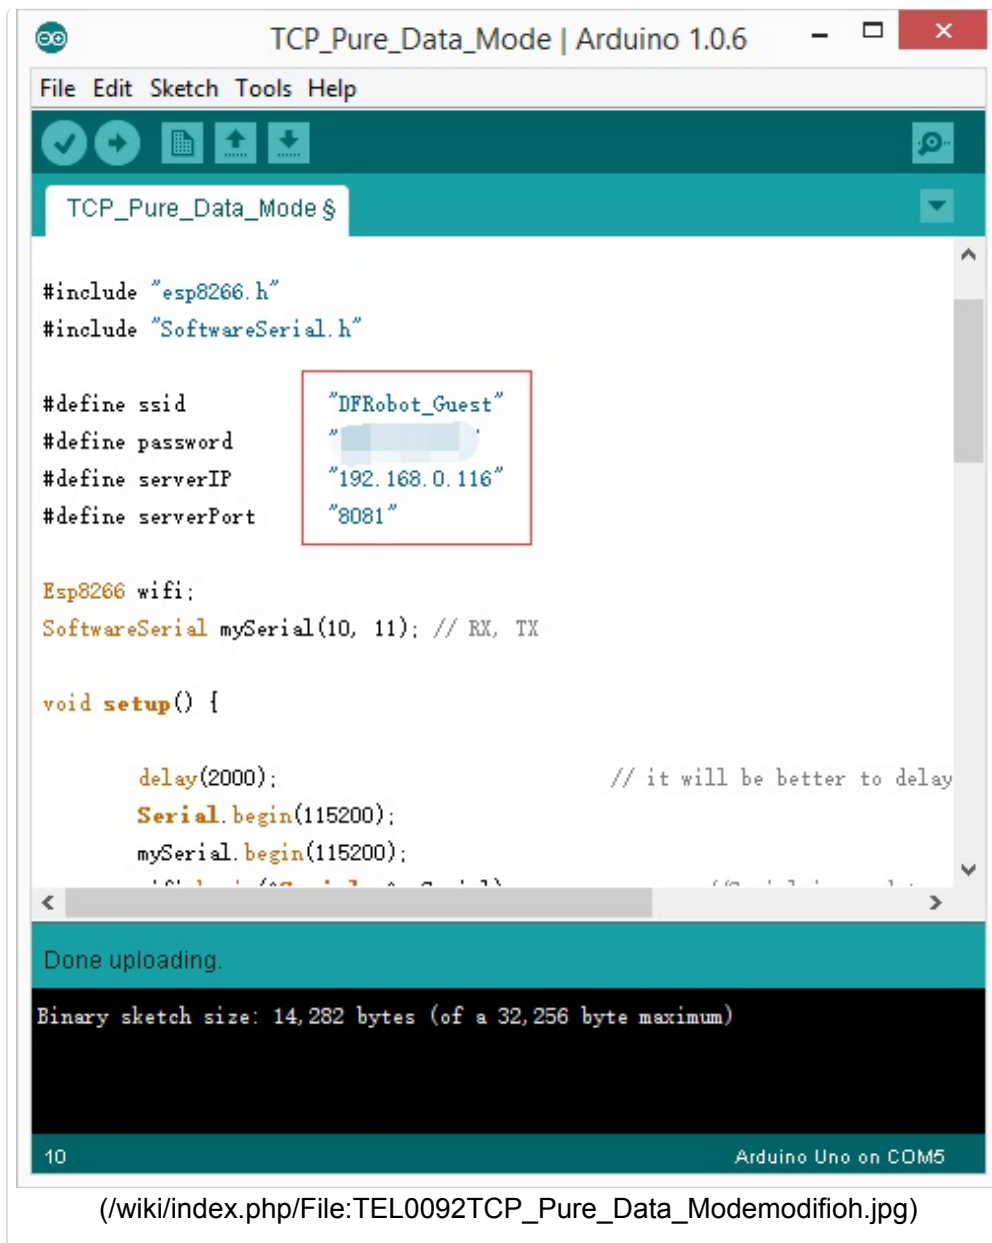 TCP_Pure_Data_Mode | Arduino 1.0.6
File Edit Sketch Tools Help
TCP_Pure_Data_Mode §
#include "esp8266.h"
#include "SoftwareSerial.h"
#define ssid "DFRobot_Guest"
#define password "
#define serverIP "192.168.0.116"
#define serverPort "8081"
Esp8266 wifi;
SoftwareSerial mySerial(10, 11); // RX, TX
void setup() {
delay(2000); // it will be better to delay
Serial.begin(115200);
mySerial.begin(115200);
Done uploading.
Binary sketch size: 14,282 bytes (of a 32,256 byte maximum)
10 Arduino Uno on COM5
(/wiki/index.php/File:TEL0092TCP_Pure_Data_Modemodifioh.jpg)